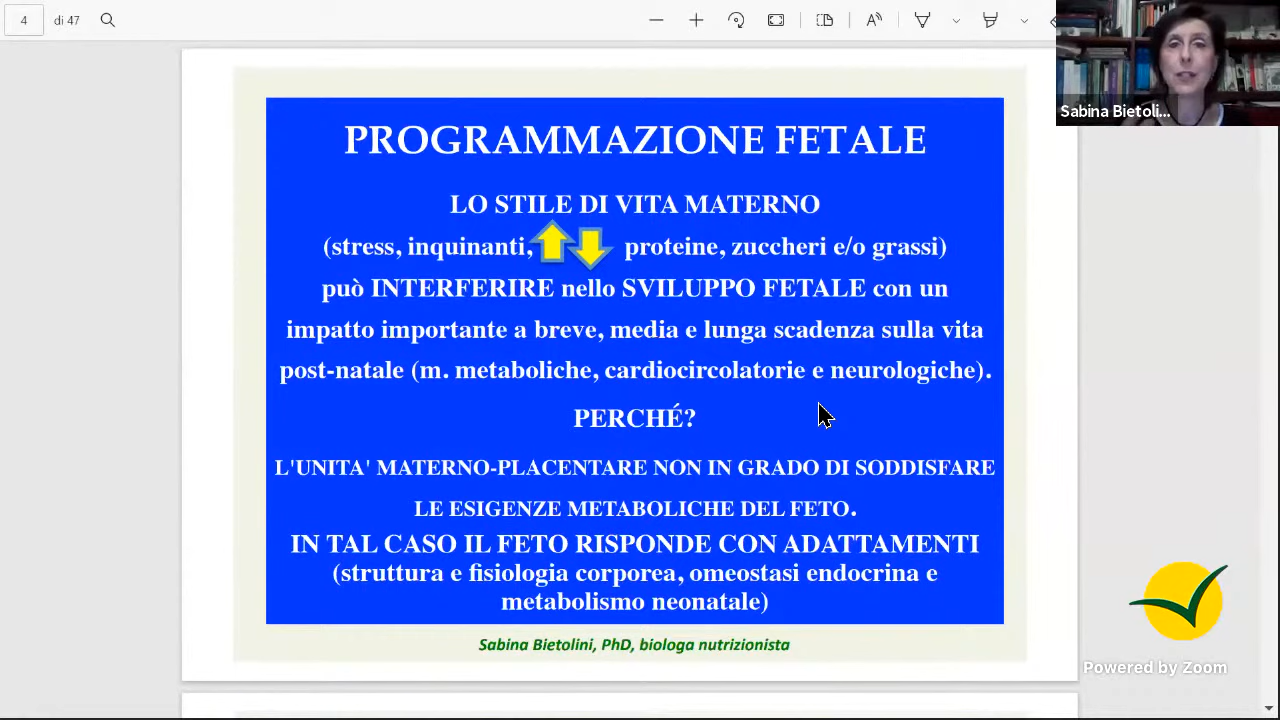 4 di 47
Sabina Bietoli...
PROGRAMMAZIONE FETALE
LO STILE DI VITA MATERNO
(stress, inquinanti, proteine, zuccheri e/o grassi)
può INTERFERIRE nello SVILUPPO FETALE con un
impatto importante a breve, media e lunga scadenza sulla vita
post-natale (m. metaboliche, cardiocircolatorie e neurologiche).
PERCHÉ?
L'UNITA' MATERNO-PLACENTARE NON IN GRADO DI SODDISFARE
LE ESIGENZE METABOLICHE DEL FETO.
IN TAL CASO IL FETO RISPONDE CON ADATTAMENTI
(struttura e fisiologia corporea, omeostasi endocrina e
metabolismo neonatale)
Sabina Bietolini, PhD, biologa nutrizionista
Powered by Zoom